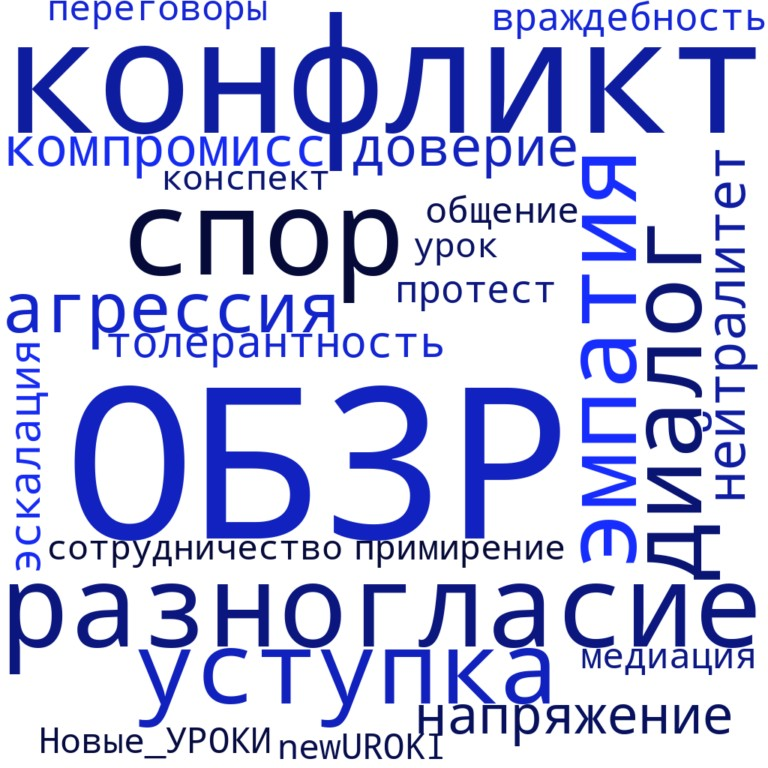 переговоры
враждебность
конфликт
компромисс
доверие
конспект
эмпатия
нейтралитет
спор
общение
урок
диалог
протест
агрессия
толерантность
эскалация
ОБЗР
сотрудничество
примирение
разногласие
уступка
медиация
напряжение
Новые_УРОКИ
newUROKI